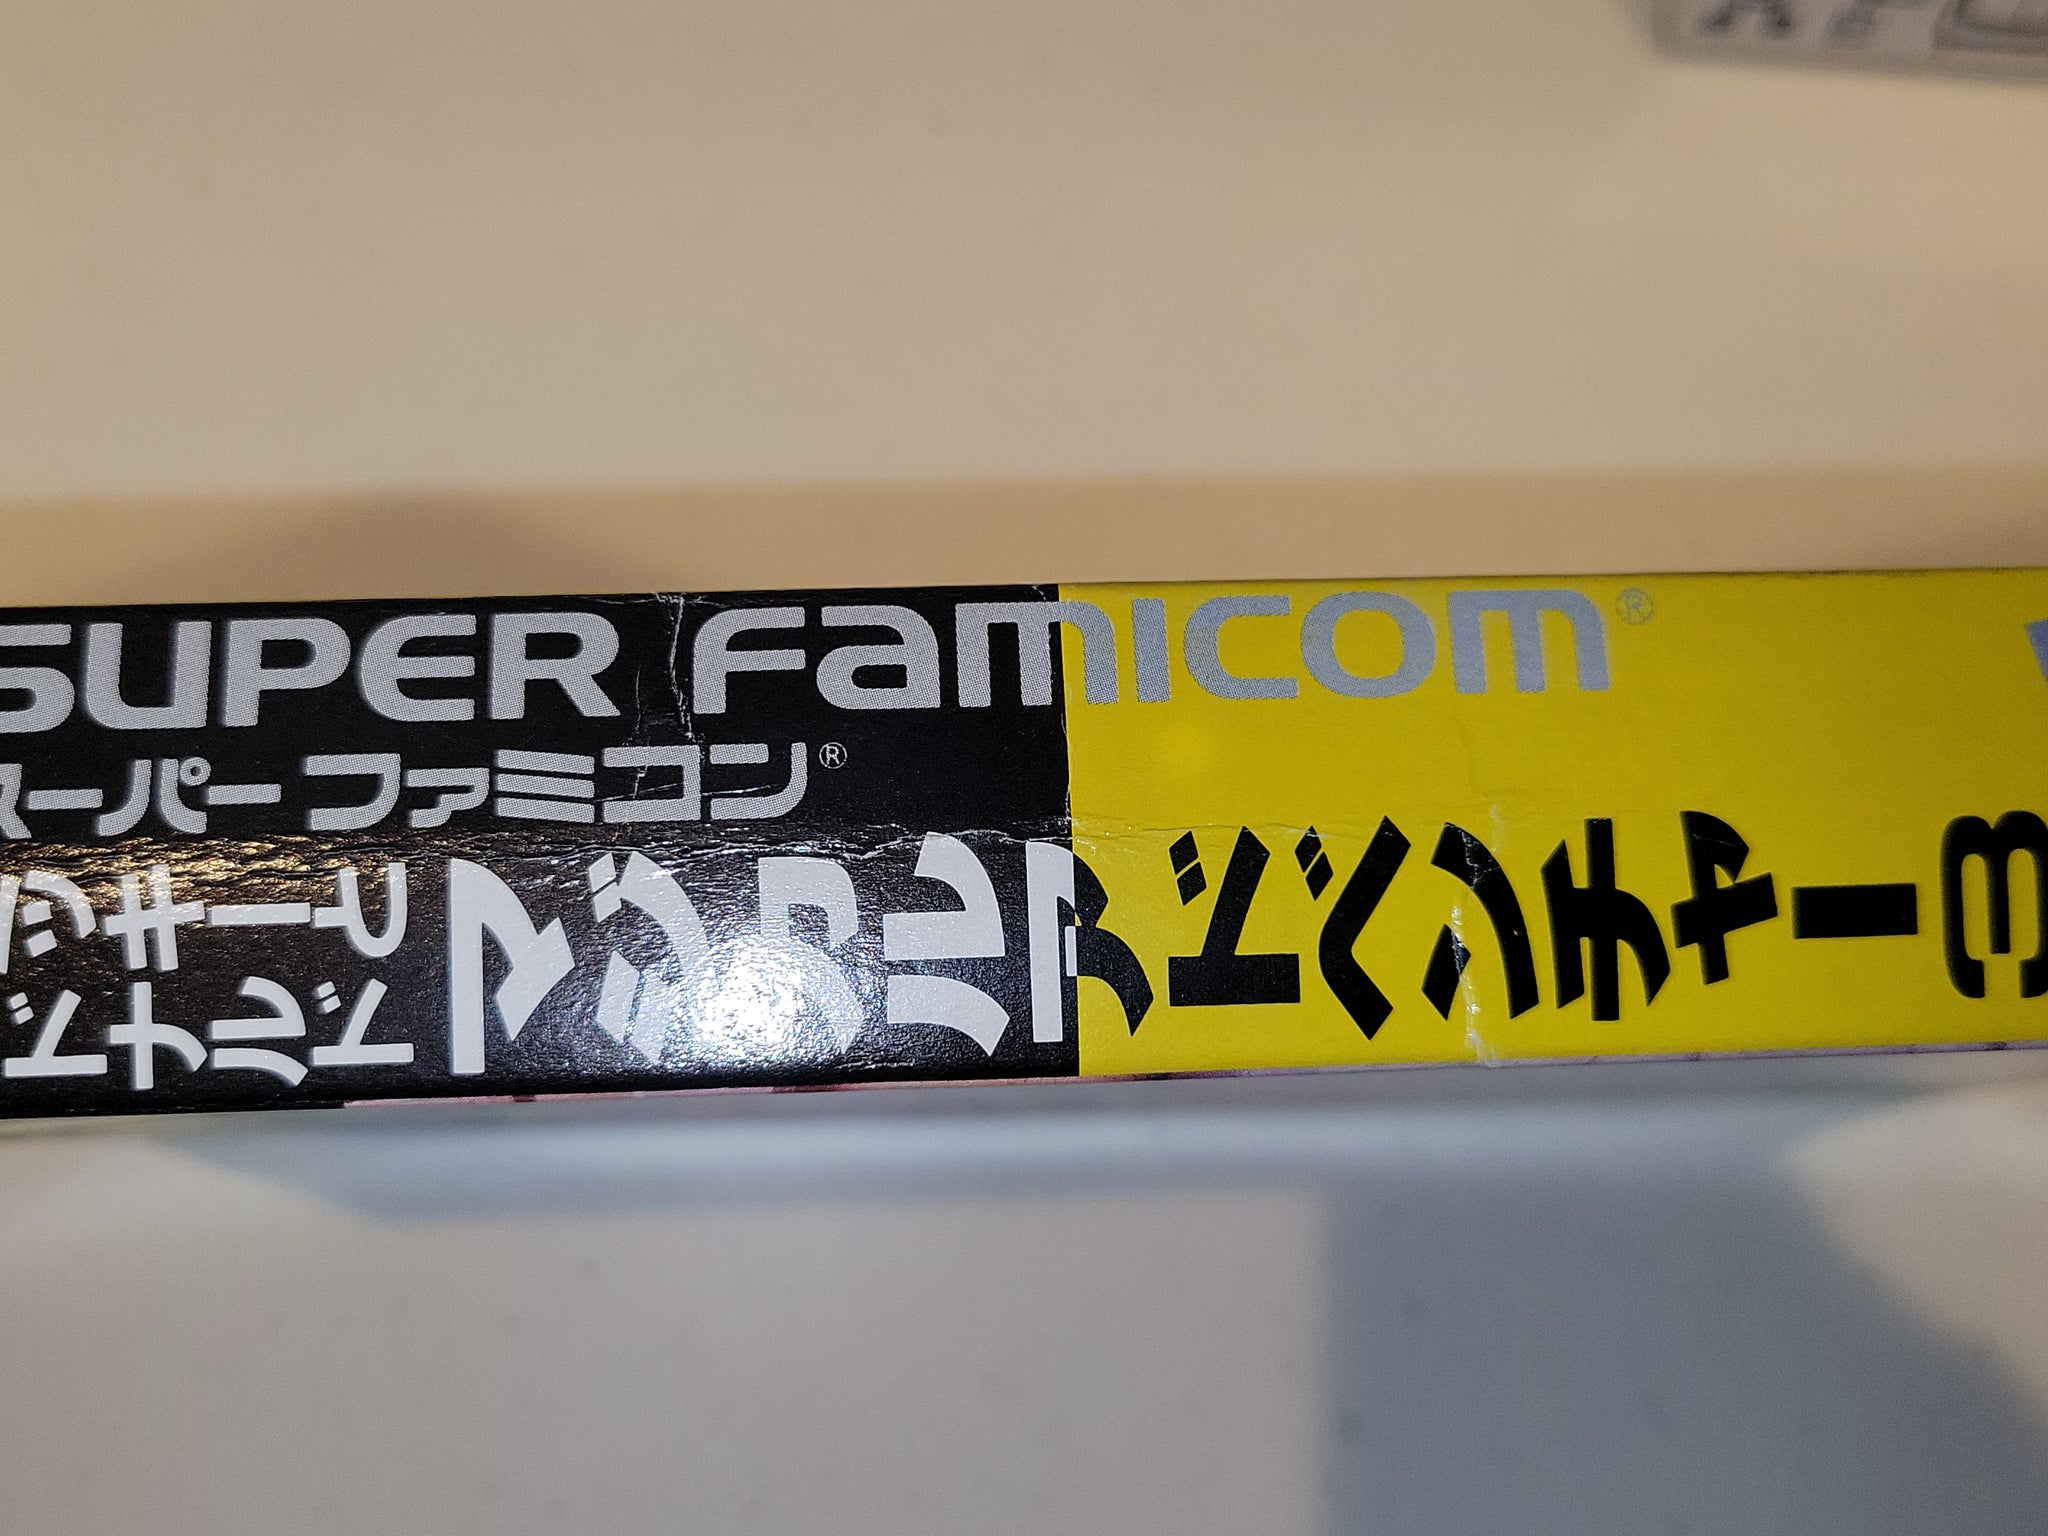 SUPER FAMICOM®
スーパーファミコン®
ッキーと
ドナルド
マジカルアドベンチャー3